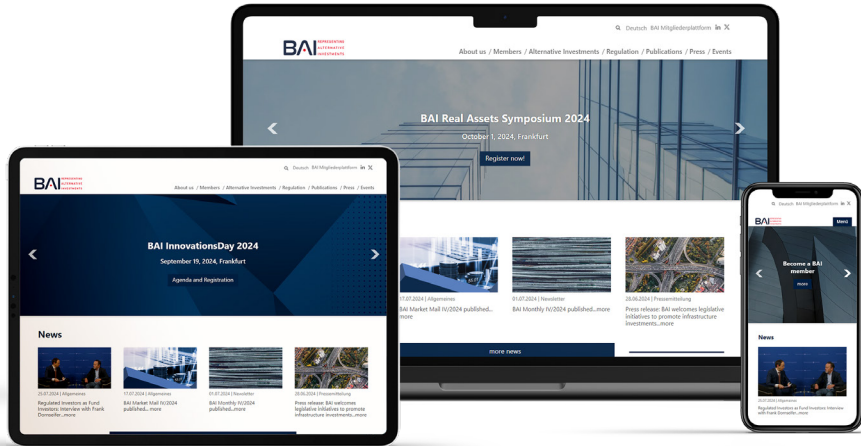 Deutsch BAI Mitgliederplattform in X
BAI REPRESENTING
ALTERNATIVE
INVESTMENTS
About us / Members / Alternative Investments / Regulation / Publications / Press / Events
BAI Real Assets Symposium 2024
October 1, 2024, Frankfurt
Register now!
17.07.2024 | Allgemeines
BAI Market Mail IV/2024 published...
more
01.07.2024 | Newsletter
BAI Monthly IV/2024 published...more
28.06.2024 | Pressemitteilung
Press release: BAI welcomes legislative
initiatives to promote infrastructure
investments...more
more news
Deutsch BAI Mitgliederplattform in X
BAI REPRESENTING
ALTERNATIVE
INVESTMENTS
About us / Members / Alternative Investments / Regulation / Publications / Press / Events
BAI InnovationsDay 2024
September 19, 2024, Frankfurt
Agenda and Registration
News
25.07.2024 | Allgemeines
Regulated Investors as Fund
Investors: Interview with Frank
Dornseifer...more
17.07.2024 | Allgemeines
BAI Market Mail IV/2024
published...more
01.07.2024 | Newsletter
BAI Monthly IV/2024
published...more
28.06.2024 | Pressemitteilung
Press release: BAI welcomes
legislative initiatives to promote
infrastructure investments...more
Deutsch BAI Mitgliederplattform in X
BAI
Menü
Become a BAI
member
more
News
25.07.2024 | Allgemeines
Regulated Investors as Fund Investors: Interview
with Frank Dornseifer...more